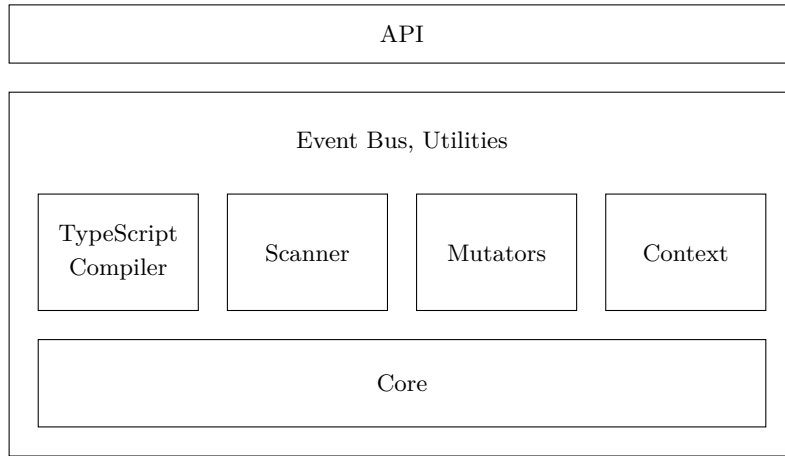 API
Event Bus, Utilities
TypeScript
Compiler
Scanner
Mutators
Context
Core